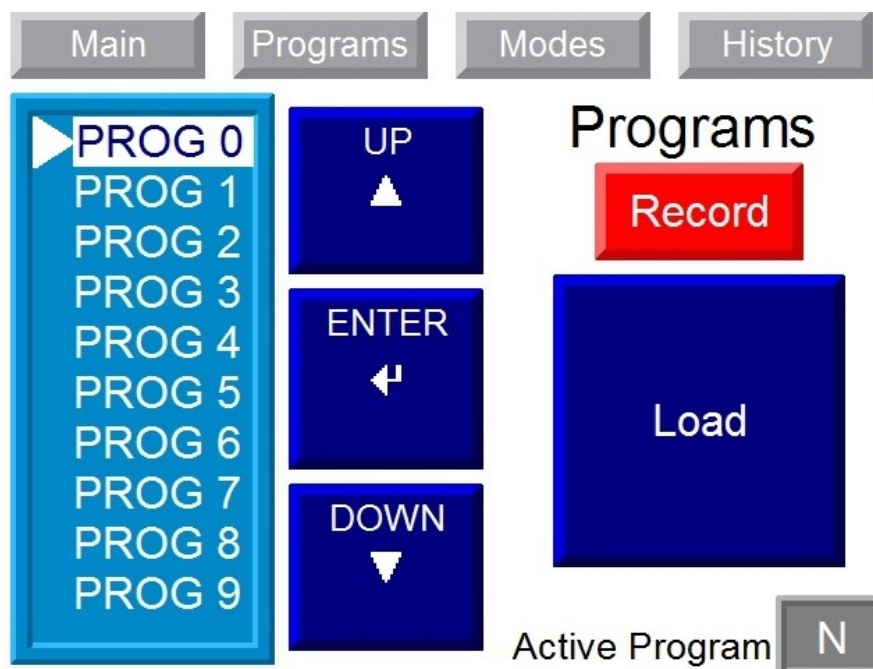 Main
Programs
Modes
History
PROG 0
PROG 1
PROG 2
PROG 3
PROG 4
PROG 5
PROG 6
PROG 7
PROG 8
PROG 9
UP
ENTER
DOWN
Programs
Record
Load
Active Program N